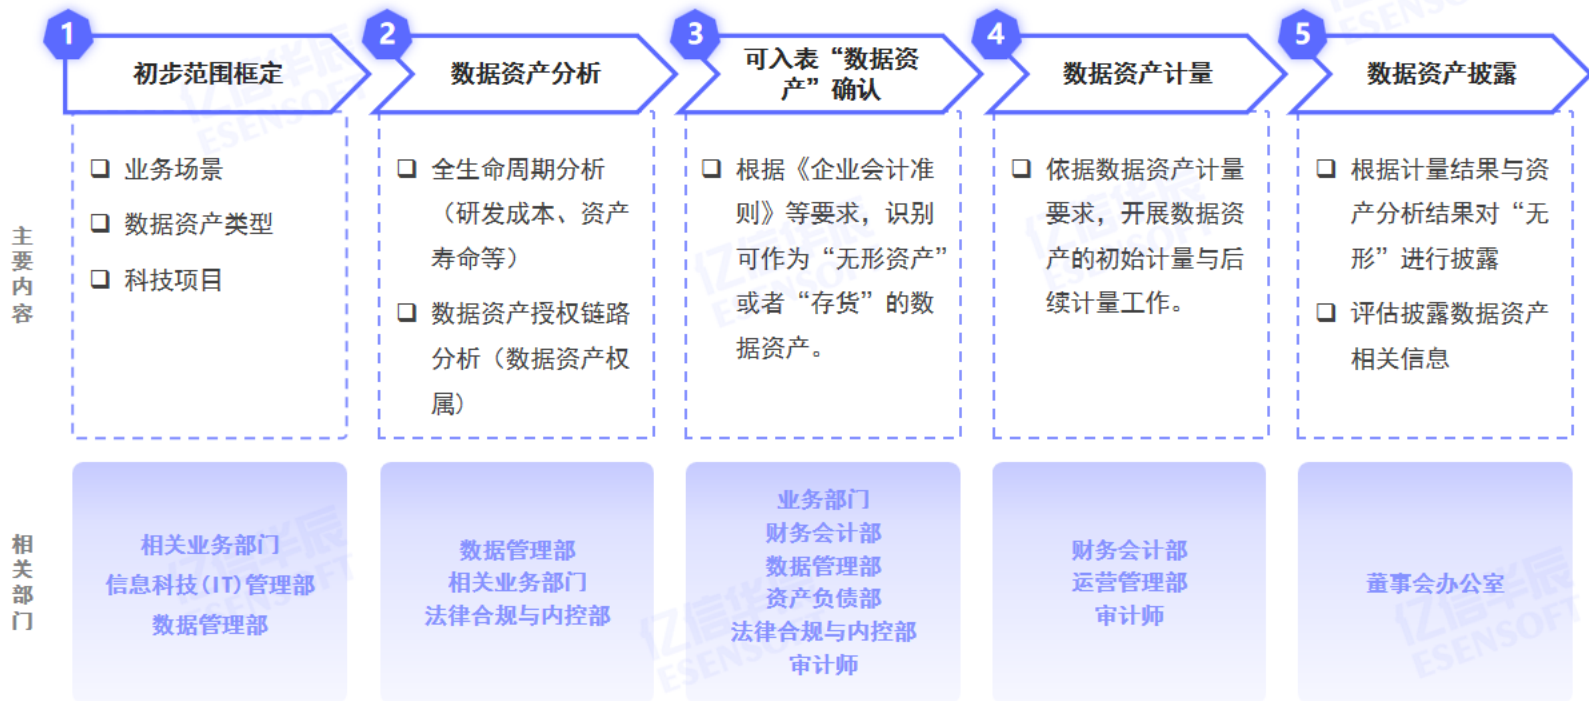 1
初步范围框定
2
数据资产分析
3
可入表“数据资
产”确认
4
数据资产计量
5
数据资产披露
主要内容
业务场景
数据资产类型
科技项目
全生命周期分析
（研发成本、资产
寿命等）
数据资产授权链路
分析（数据资产权
属）
根据《企业会计准
则》等要求，识别
可作为“无形资产”
或者“存货”的数
据资产。
依据数据资产计量
要求，开展数据资
产的初始计量与后
续计量工作。
根据计量结果与资
产分析结果对“无
形”进行披露
评估披露数据资产
相关信息
相关部门
相关业务部门
信息科技(IT)管理部
数据管理部
数据管理部
相关业务部门
法律合规与内控部
业务部门
财务会计部
数据管理部
资产负债部
法律合规与内控部
审计师
财务会计部
运营管理部
审计师
董事会办公室
亿信华辰
ESENSOFT